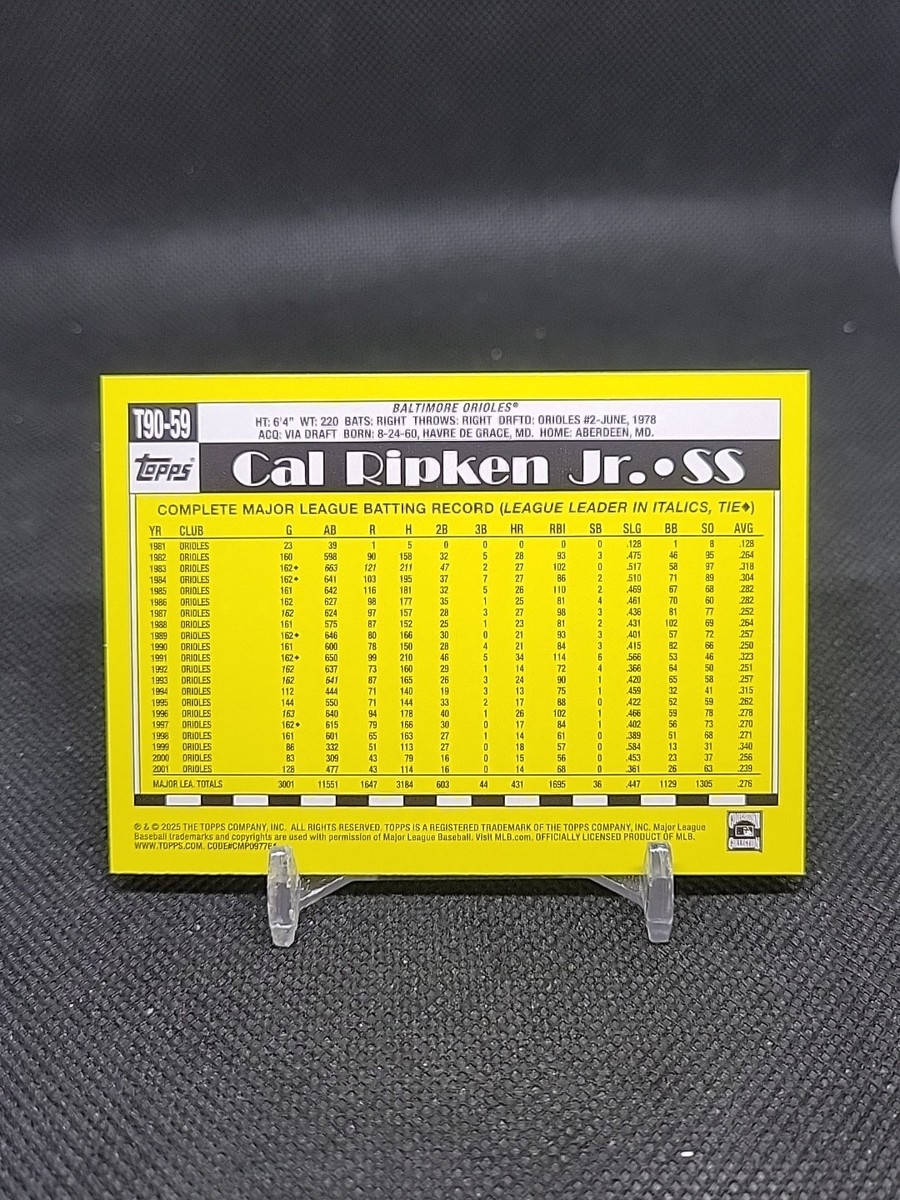 T90-59
BALTIMORE ORIOLES®
HT: 6'4" WT: 220 BATS: RIGHT THROWS: RIGHT DRFTD: ORIOLES #2-JUNE, 1978
ACQ: VIA DRAFT BORN: 8-24-60, HAVRE DE GRACE, MD. HOME: ABERDEEN, MD.
TOPPS®
Cal Ripken Jr.•SS
COMPLETE MAJOR LEAGUE BATTING RECORD (LEAGUE LEADER IN ITALICS, TIE♦)
YR CLUB G AB R H 2B 3B HR RBI SB SLG BB SO AVG
1981 ORIOLES 23 39 1 5 0 0 0 0 0 .128 1 8 .128
1982 ORIOLES 160 598 90 158 32 5 28 93 3 .475 46 95 .264
1983 ORIOLES 162♦ 663 121 211 47 2 27 102 0 .517 58 97 .318
1984 ORIOLES 162♦ 641 103 195 37 7 27 86 2 .510 71 89 .304
1985 ORIOLES 161 642 116 181 32 5 26 110 2 .469 67 68 .282
1986 ORIOLES 162 627 98 177 35 1 25 81 4 .461 70 60 .282
1987 ORIOLES 162 624 97 157 28 3 27 98 3 .436 81 77 .252
1988 ORIOLES 161 575 87 152 25 1 23 81 2 .431 102 69 .264
1989 ORIOLES 162♦ 646 80 166 30 0 21 93 3 .401 57 72 .257
1990 ORIOLES 161 600 78 150 28 4 21 84 3 .415 82 66 .250
1991 ORIOLES 162♦ 650 99 210 46 5 34 114 6 .566 53 46 .323
1992 ORIOLES 162 637 73 160 29 1 14 72 4 .366 64 50 .251
1993 ORIOLES 162 641 87 165 26 3 24 90 1 .420 65 58 .257
1994 ORIOLES 112 444 71 140 19 3 13 75 1 .459 32 41 .315
1995 ORIOLES 144 550 71 144 33 2 17 88 0 .422 52 59 .262
1996 ORIOLES 163 640 94 178 40 1 26 102 1 .466 59 78 .278
1997 ORIOLES 162♦ 615 79 166 30 0 17 84 1 .402 56 73 .270
1998 ORIOLES 161 601 65 163 27 1 14 61 0 .389 51 68 .271
1999 ORIOLES 86 332 51 113 27 0 18 57 0 .584 13 31 .340
2000 ORIOLES 83 309 43 79 16 0 15 56 0 .453 23 37 .256
2001 ORIOLES 128 477 43 114 16 0 14 68 0 .361 26 63 .239
MAJOR LEA. TOTALS 3001 11551 1647 3184 603 44 431 1695 36 .447 1129 1305 .276
® & © 2025 THE TOPPS COMPANY, INC. ALL RIGHTS RESERVED. TOPPS IS A REGISTERED TRADEMARK OF THE TOPPS COMPANY, INC. Major League
Baseball trademarks and copyrights are used with permission of Major League Baseball. Visit MLB.com. OFFICIALLY LICENSED PRODUCT OF MLB.
WWW.TOPPS.COM. CODE#CMP0977
COOPERSTOWN
COLLECTION